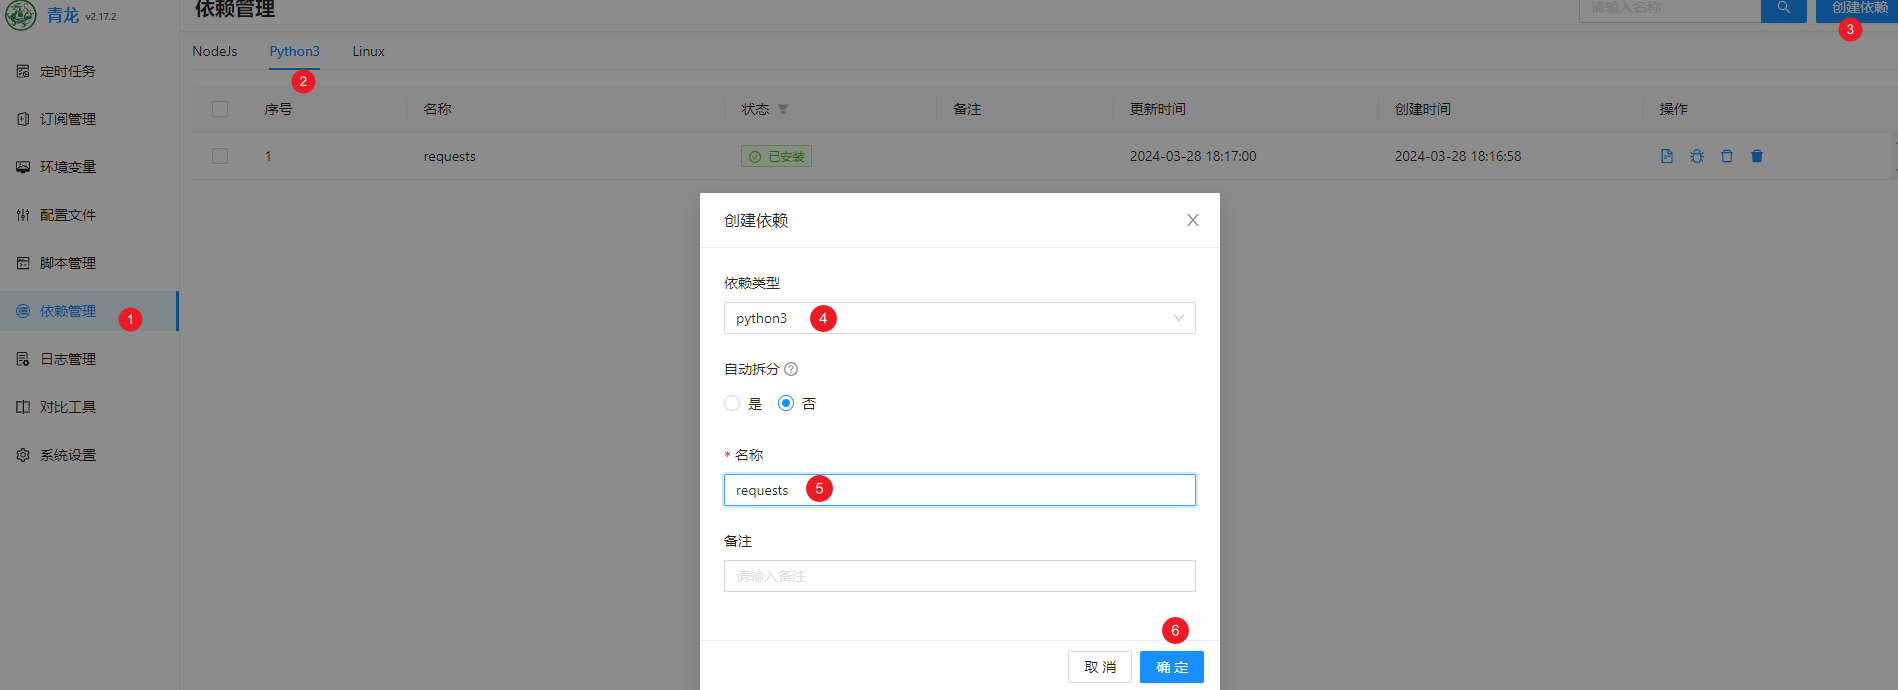 青龙 v2.17.2
定时任务
订阅管理
环境变量
配置文件
脚本管理
依赖管理 1
日志管理
对比工具
系统设置
依赖管理
请输入名称
创建依赖
3
NodeJs Python3 Linux
2
序号 名称 状态 备注 更新时间 创建时间 操作
1 requests 已安装 2024-03-28 18:17:00 2024-03-28 18:16:58
创建依赖
依赖类型
python3 4
自动拆分
是 否
* 名称
requests 5
备注
请输入备注
6
取 消 确 定